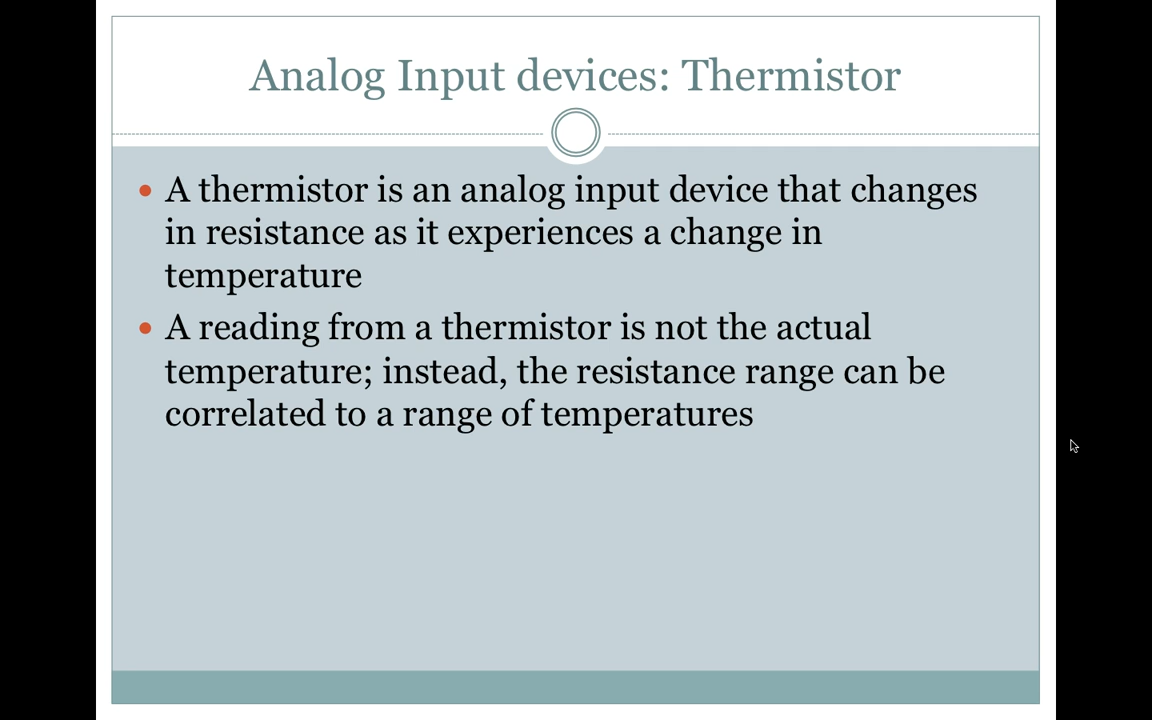 Analog Input devices: Thermistor
• A thermistor is an analog input device that changes
in resistance as it experiences a change in
temperature
• A reading from a thermistor is not the actual
temperature; instead, the resistance range can be
correlated to a range of temperatures